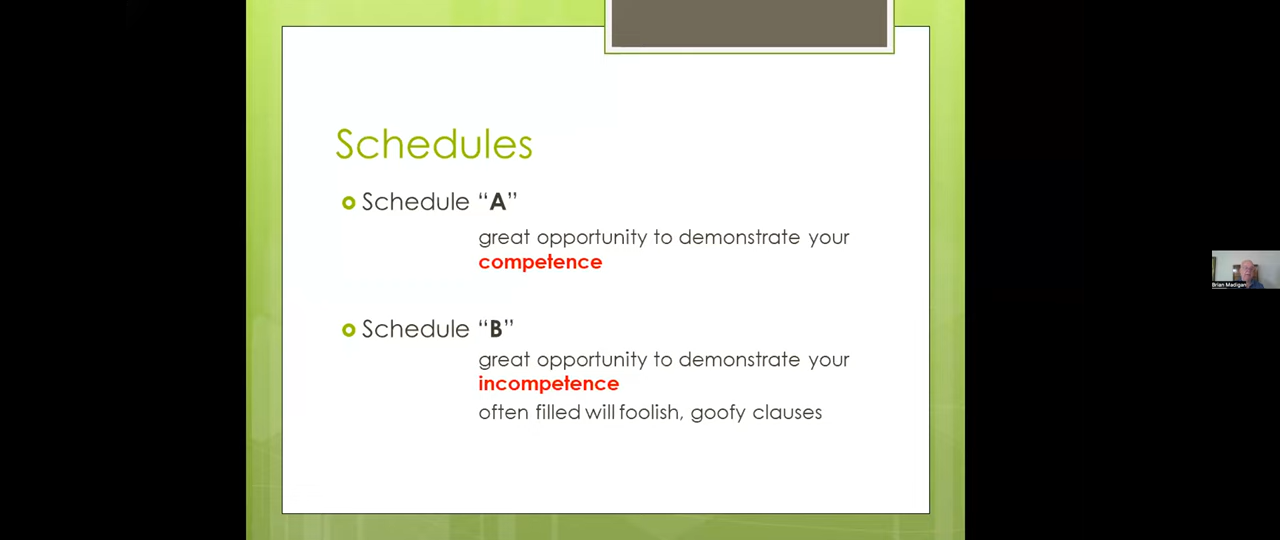 Schedules
Schedule “A”
great opportunity to demonstrate your
competence
Schedule “B”
great opportunity to demonstrate your
incompetence
often filled will foolish, goofy clauses
Brian Madigan